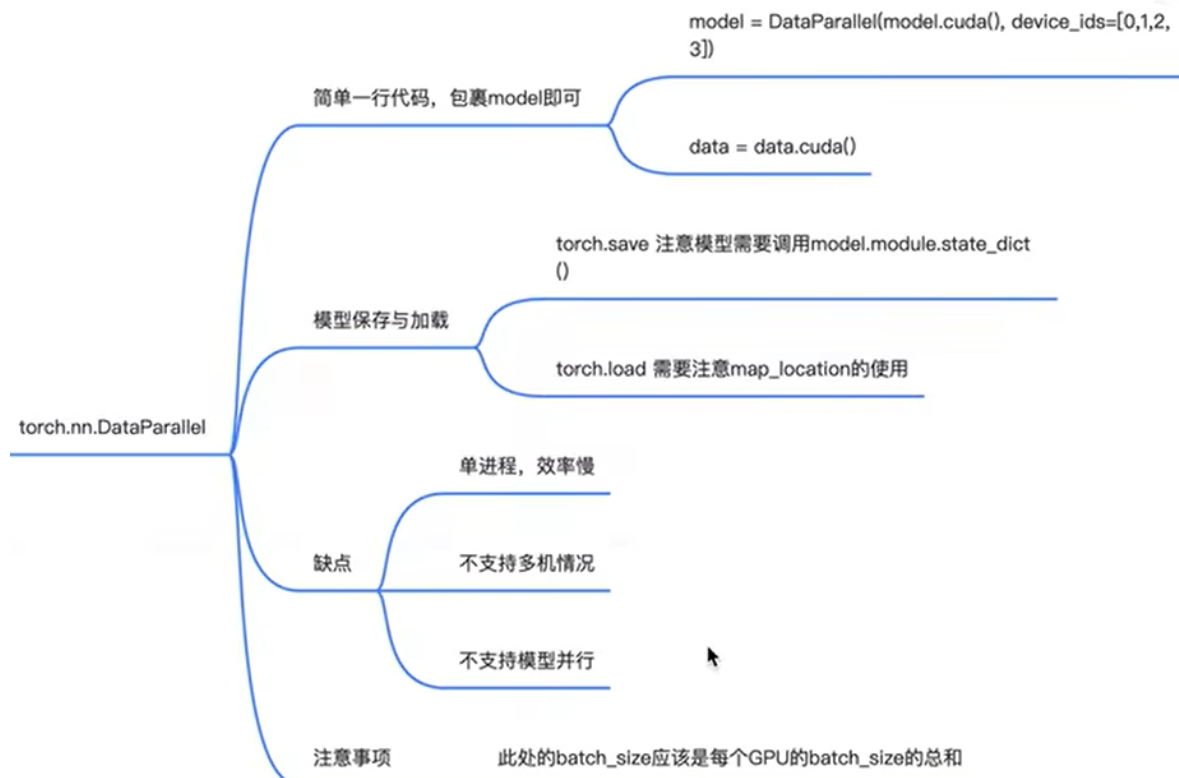 model = DataParallel(model.cuda(), device_ids=[0,1,2,
3])
简单一行代码，包裹model即可
data = data.cuda()
torch.save 注意模型需要调用model.module.state_dict
()
模型保存与加载
torch.load 需要注意map_location的使用
torch.nn.DataParallel
单进程，效率慢
缺点
不支持多机情况
不支持模型并行
注意事项
此处的batch_size应该是每个GPU的batch_size的总和